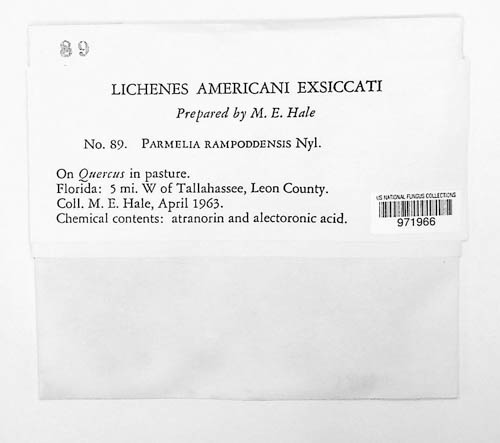 89
LICHENES AMERICANI EXSICCATI
Prepared by M. E. Hale
No. 89. PARMELIA RAMPODDENSIS Nyl.
On Quercus in pasture.
Florida: 5 mi. W of Tallahassee, Leon County.
Coll. M. E. Hale, April 1963.
Chemical contents: atranorin and alectoronic acid.
US NATIONAL FUNGUS COLLECTIONS
971966